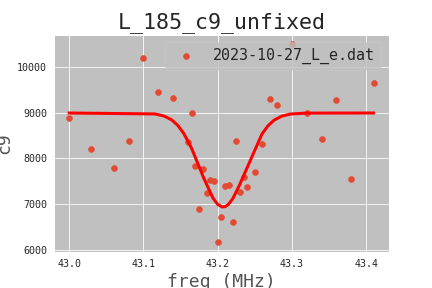 L_185_c9_unfixed
2023-10-27_L_e.dat
10000
9000
8000
7000
6000
c9
43.0 43.1 43.2 43.3 43.4
freq (MHz)